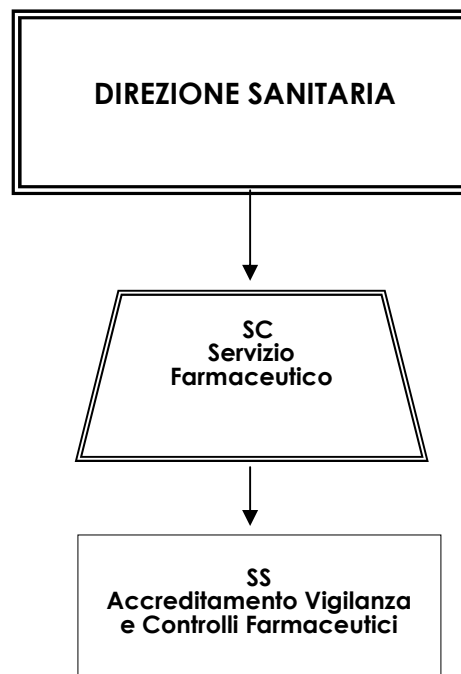 DIREZIONE SANITARIA
SC
Servizio
Farmaceutico
SS
Accreditamento Vigilanza
e Controlli Farmaceutici